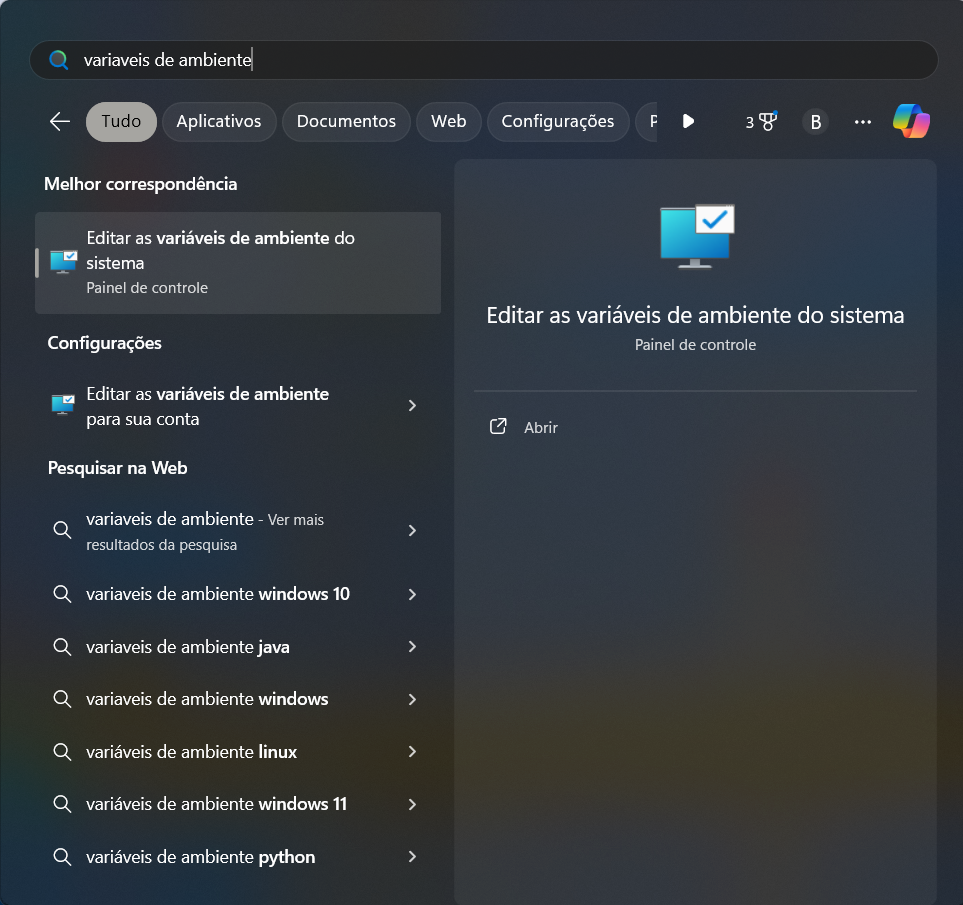 variaveis de ambiente
Tudo
Aplicativos
Documentos
Web
Configurações
P
3
B
Melhor correspondência
Editar as variáveis de ambiente do
sistema
Painel de controle
Configurações
Editar as variáveis de ambiente
para sua conta
Pesquisar na Web
variaveis de ambiente - Ver mais
resultados da pesquisa
variaveis de ambiente windows 10
variaveis de ambiente java
variaveis de ambiente windows
variáveis de ambiente linux
variáveis de ambiente windows 11
variáveis de ambiente python
Editar as variáveis de ambiente do sistema
Painel de controle
Abrir